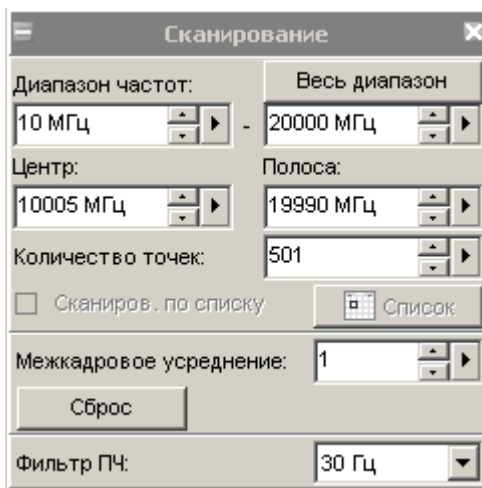 Сканирование
Диапазон частот: Весь диапазон
10 МГц - 20000 МГц
Центр: Полоса:
10005 МГц 19990 МГц
Количество точек: 501
Сканиров. по списку Список
Межкадровое усреднение: 1
Сброс
Фильтр ПЧ: 30 Гц